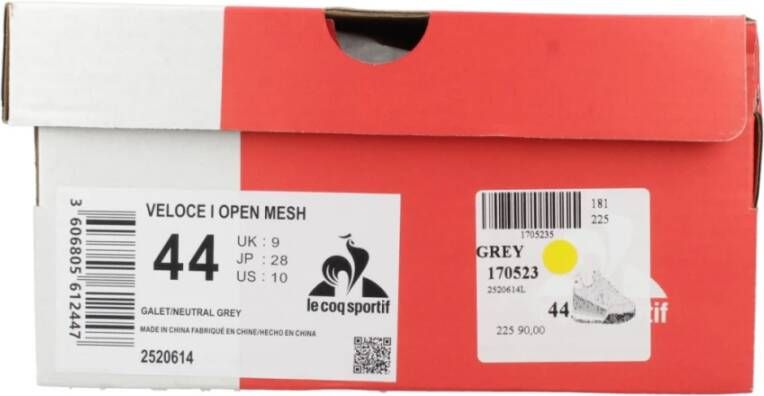 3 606805 612447
VELOCE I OPEN MESH
44
UK : 9
JP : 28
US : 10
le coq sportif
GALET/NEUTRAL GREY
MADE IN CHINA FABRIQUÉ EN CHINE/HECHO EN CHINA
2520614
181
225
1705235
GREY
170523
2520614L
44
tif
225 90,00